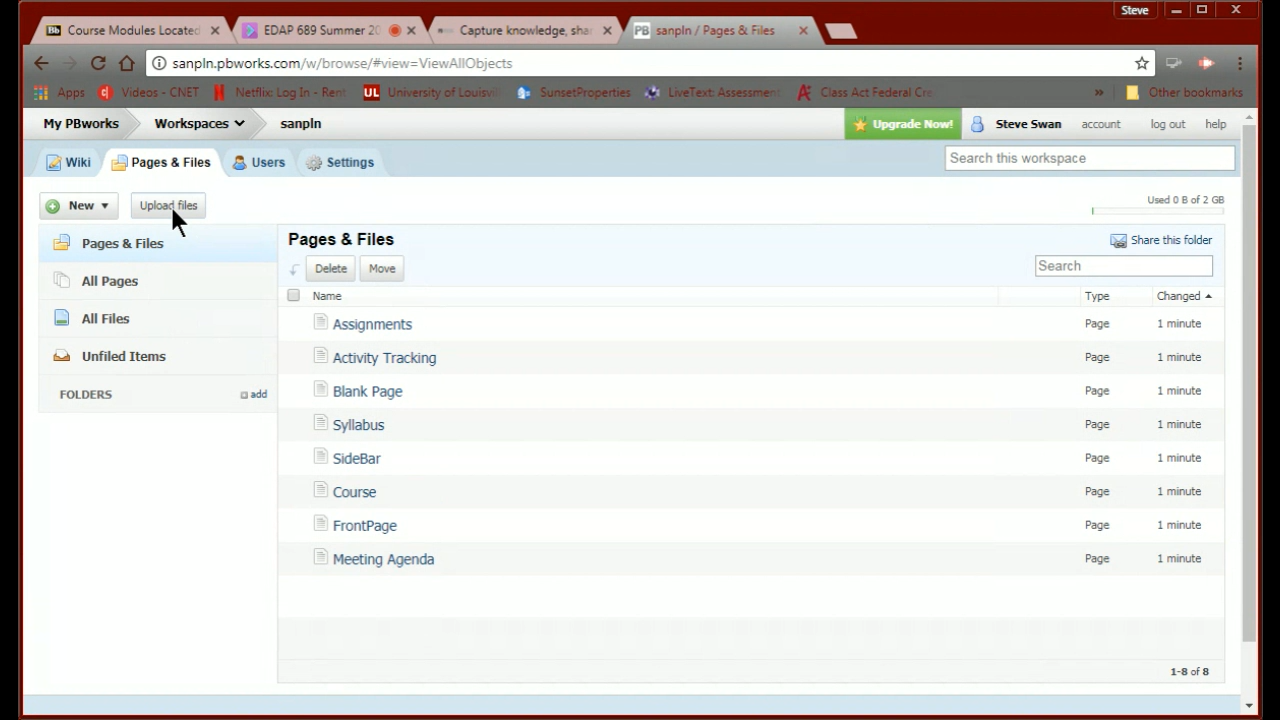 Steve
Course Modules Located
EDAP 689 Summer 20
Capture knowledge, sha
sanpln / Pages & Files
sanpln.pbworks.com/w/browse/#view=ViewAllObjects
Apps
Videos - CNET
Netflix: Log In - Rent
University of Louisvil
SunsetProperties
LiveText: Assessment
Class Act Federal Cre
»
Other bookmarks
My PBworks
Workspaces
sanpln
Upgrade Now!
Steve Swan
account
log out
help
Wiki
Pages & Files
Users
Settings
Search this workspace
New
Upload files
Used 0 B of 2 GB
Pages & Files
All Pages
All Files
Unfiled Items
FOLDERS
add
Pages & Files
Share this folder
Delete
Move
Search
Name Type Changed
Assignments Page 1 minute
Activity Tracking Page 1 minute
Blank Page Page 1 minute
Syllabus Page 1 minute
SideBar Page 1 minute
Course Page 1 minute
FrontPage Page 1 minute
Meeting Agenda Page 1 minute
1-8 of 8